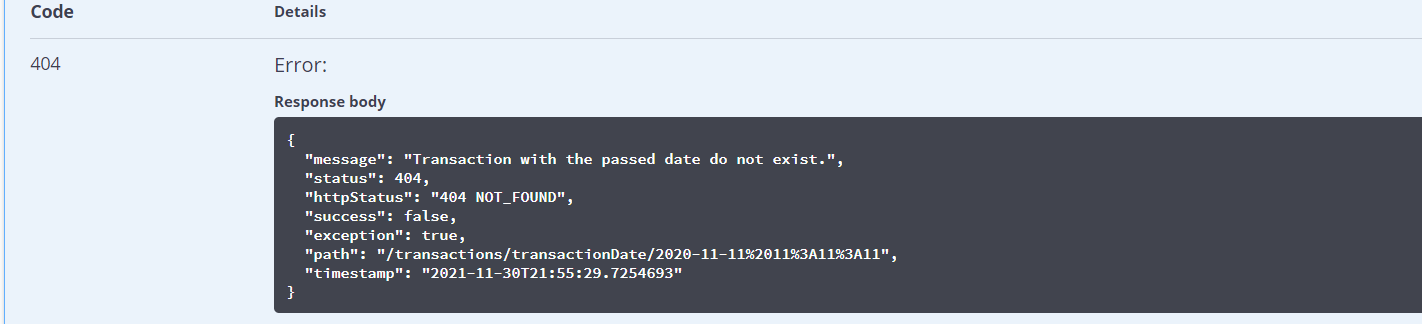 Code Details
404 Error:
Response body
{
"message": "Transaction with the passed date do not exist.",
"status": 404,
"httpStatus": "404 NOT_FOUND",
"success": false,
"exception": true,
"path": "/transactions/transactionDate/2020-11-11%2011%3A11%3A11",
"timestamp": "2021-11-30T21:55:29.7254693"
}